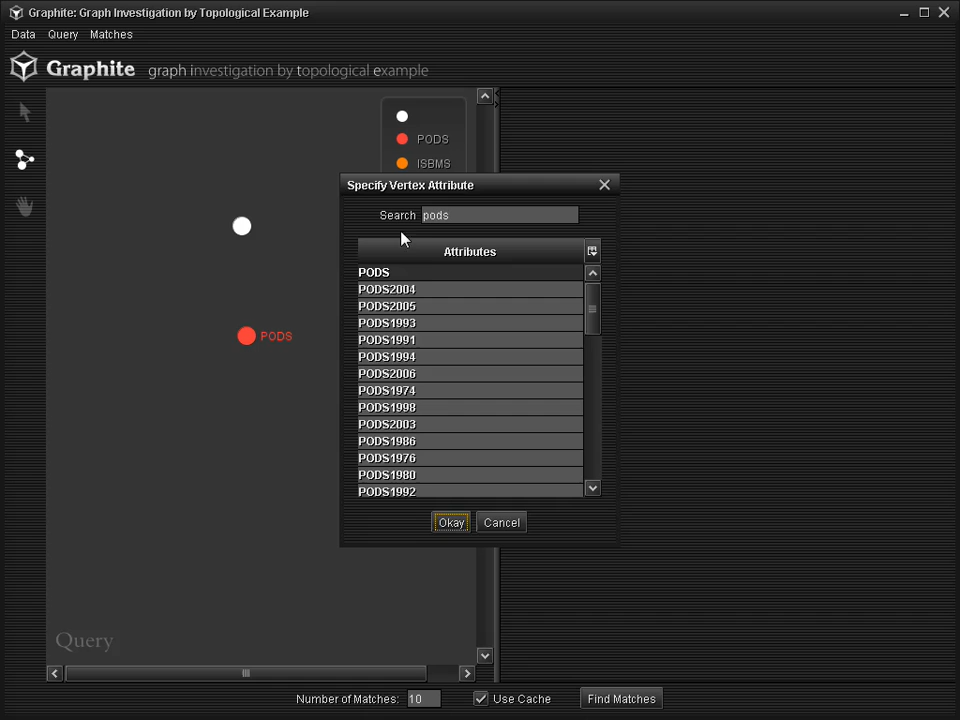 Graphite: Graph Investigation by Topological Example
Data Query Matches
Graphite graph investigation by topological example
PODS
ISBMS
Specify Vertex Attribute
Search pods
Attributes
PODS
PODS2004
PODS2005
PODS1993
PODS1991
PODS1994
PODS2006
PODS1974
PODS1998
PODS2003
PODS1986
PODS1976
PODS1980
PODS1992
Okay Cancel
PODS
Query
Number of Matches: 10 Use Cache Find Matches